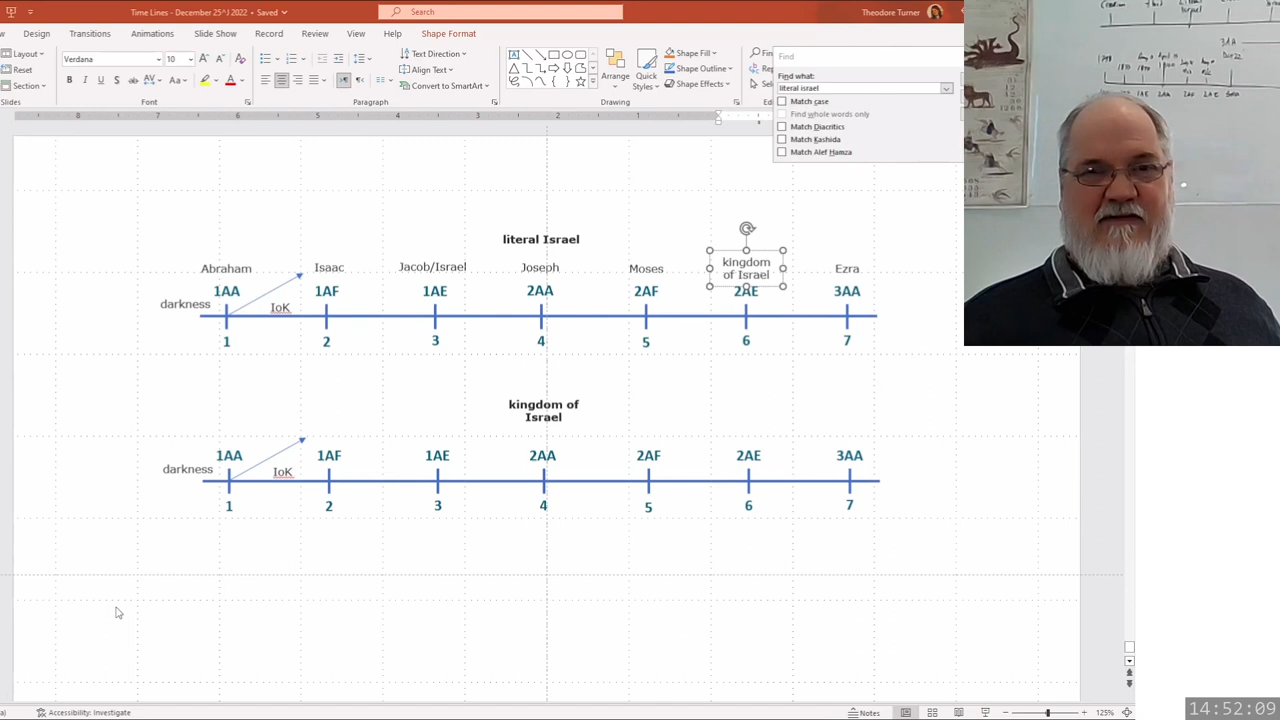 Time Lines - December 25^J 2022 • Saved
Search
Theodore Turner
Design Transitions Animations Slide Show Record Review View Help Shape Format
Layout
Reset
Section
Slides
Verdana 10
B I U S
Aa
Font
Paragraph
Text Direction
Align Text
Convert to SmartArt
Arrange
Quick
Styles
Shape Fill
Shape Outline
Shape Effects
Drawing
Find
Find what:
literal israel
Match case
Find whole words only
Match Diacritics
Match Kashida
Match Alef Hamza
literal Israel
Abraham Isaac Jacob/Israel Joseph Moses kingdom of Israel Ezra
1AA 1AF 1AE 2AA 2AF 2AE 3AA
darkness
IoK
1 2 3 4 5 6 7
kingdom of
Israel
1AA 1AF 1AE 2AA 2AF 2AE 3AA
darkness
IoK
1 2 3 4 5 6 7
Accessibility: Investigate
Notes
125%
14:52:09